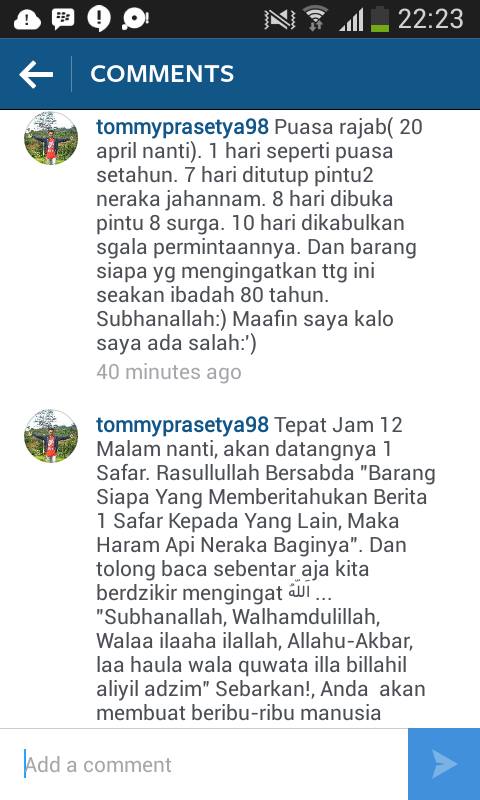 22:23
COMMENTS
tommyprasetya98 Puasa rajab( 20
april nanti). 1 hari seperti puasa
setahun. 7 hari ditutup pintu2
neraka jahannam. 8 hari dibuka
pintu 8 surga. 10 hari dikabulkan
sgala permintaannya. Dan barang
siapa yg mengingatkan ttg ini
seakan ibadah 80 tahun.
Subhanallah:) Maafin saya kalo
saya ada salah:')
40 minutes ago
tommyprasetya98 Tepat Jam 12
Malam nanti, akan datangnya 1
Safar. Rasullullah Bersabda "Barang
Siapa Yang Memberitahukan Berita
1 Safar Kepada Yang Lain, Maka
Haram Api Neraka Baginya". Dan
tolong baca sebentar aja kita
berdzikir mengingat اَللّهُ ...
"Subhanallah, Walhamdulillah,
Walaa ilaaha ilallah, Allahu-Akbar,
laa haula wala quwata illa billahil
aliyil adzim" Sebarkan!, Anda  akan
membuat beribu-ribu manusia
Add a comment